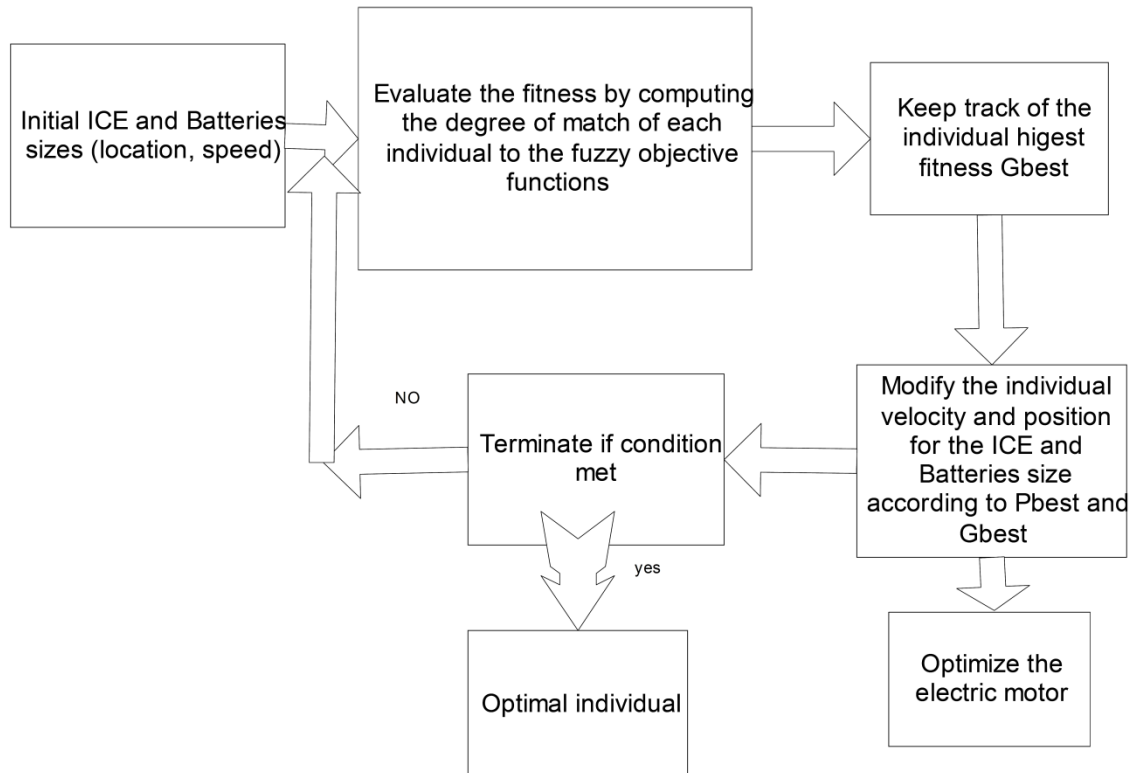 Initial ICE and Batteries
sizes (location, speed)
Evaluate the fitness by computing
the degree of match of each
individual to the fuzzy objective
functions
Keep track of the
individual higest
fitness Gbest
Modify the individual
velocity and position
for the ICE and
Batteries size
according to Pbest and
Gbest
NO
Terminate if condition
met
yes
Optimize the
electric motor
Optimal individual